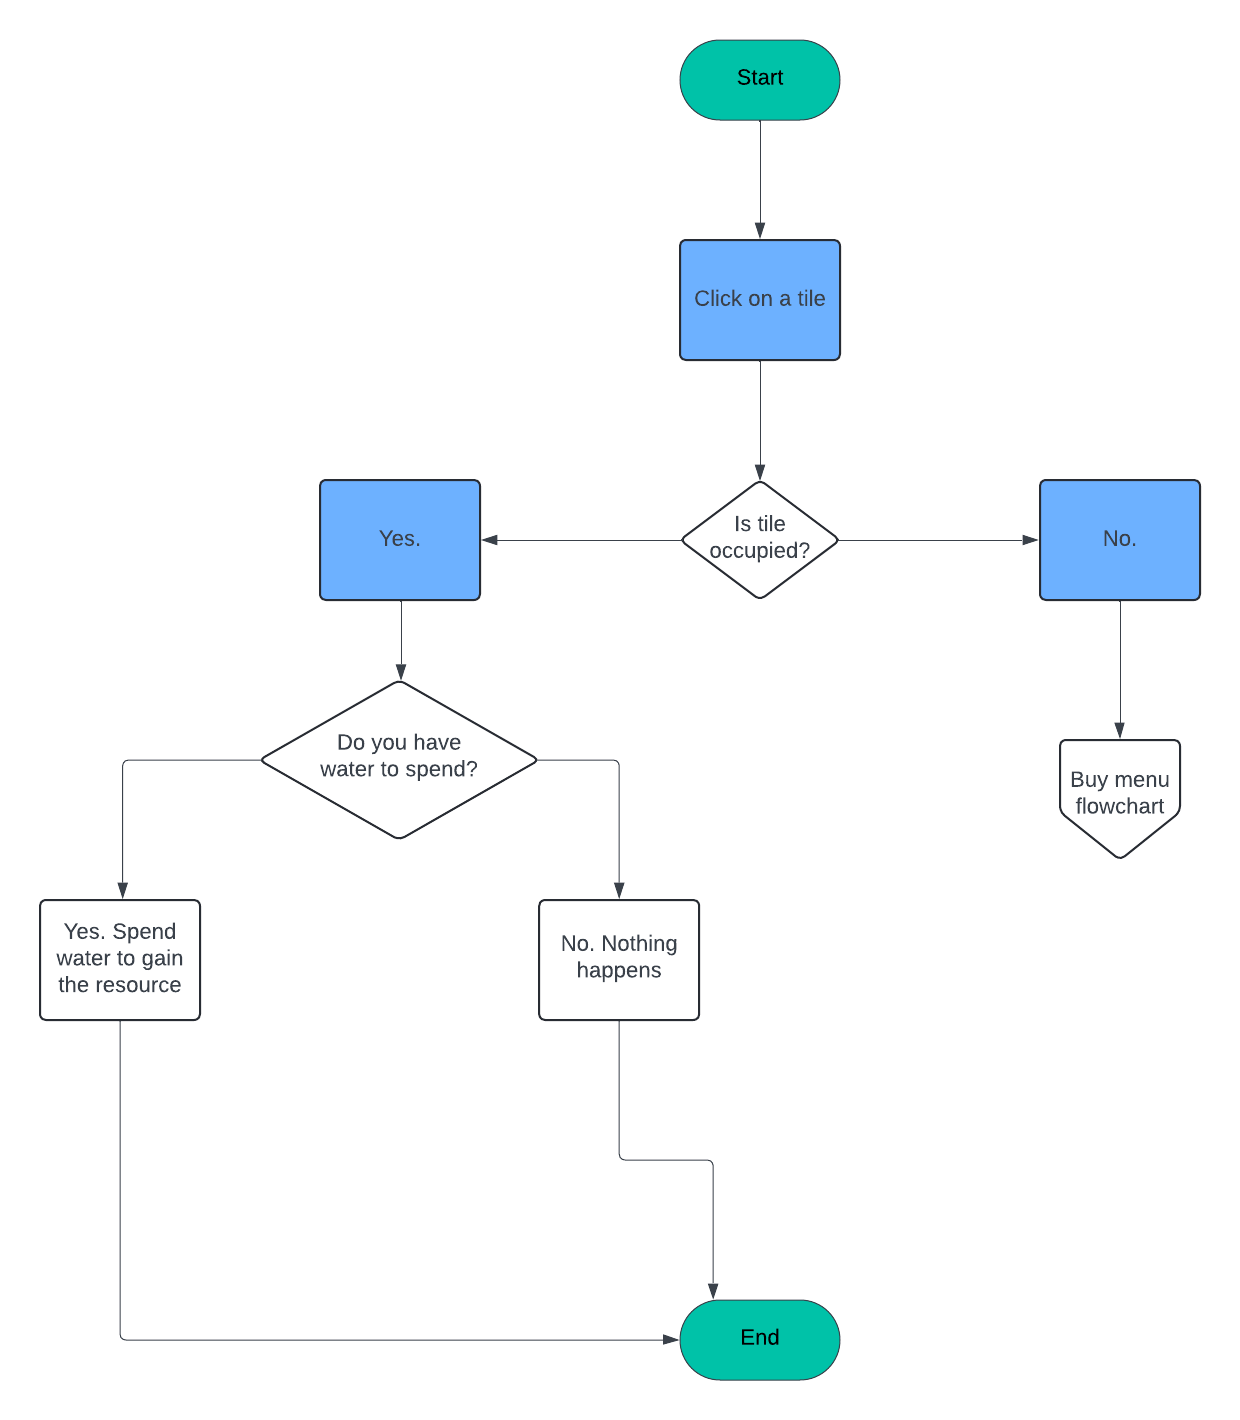 Start
Click on a tile
Yes.
Is tile
occupied?
No.
Do you have
water to spend?
Buy menu
flowchart
Yes. Spend
water to gain
the resource
No. Nothing
happens
End